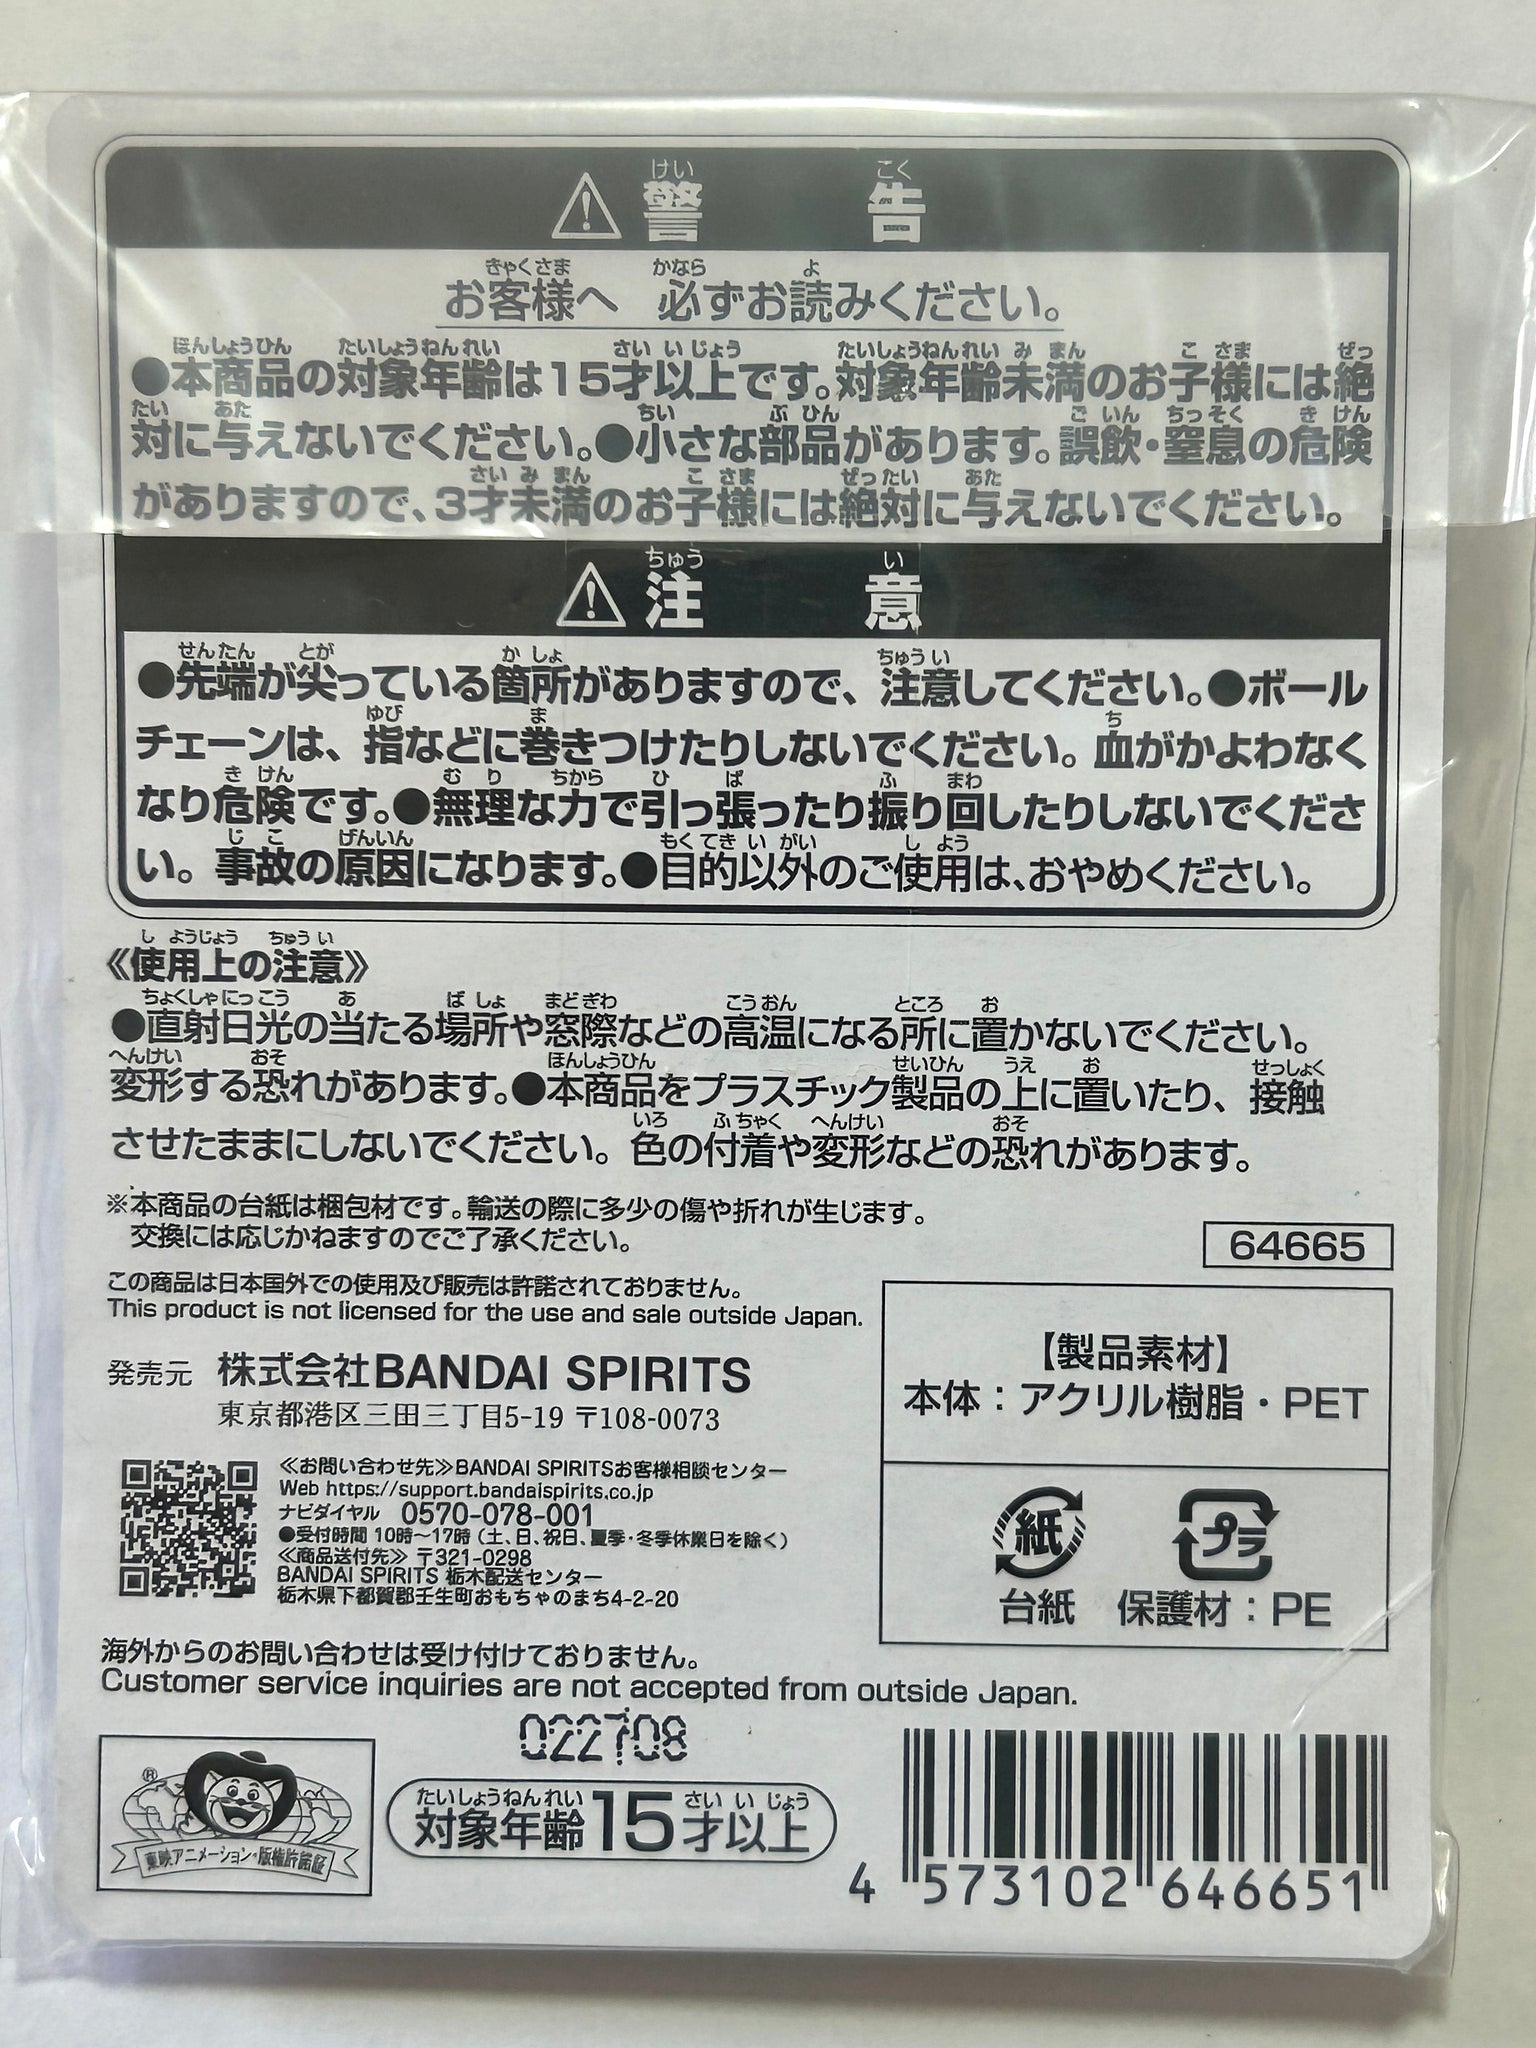 ⚠警告
お客様へ 必ずお読みください。
●本商品の対象年齢は15才以上です。対象年齢未満のお子様には絶
対に与えないでください。●小さな部品があります。誤飲・窒息の危険
がありますので、3才未満のお子様には絶対に与えないでください。
⚠注意
●先端が尖っている箇所がありますので、注意してください。●ボール
チェーンは、指などに巻きつけたりしないでください。血がかよわなく
なり危険です。●無理な力で引っ張ったり振り回したりしないでくださ
い。事故の原因になります。●目的以外のご使用は、おやめください。
《使用上の注意》
●直射日光の当たる場所や窓際などの高温になる所に置かないでください。
変形する恐れがあります。●本商品をプラスチック製品の上に置いたり、接触
させたままにしないでください。色の付着や変形などの恐れがあります。
※本商品の台紙は梱包材です。輸送の際に多少の傷や折れが生じます。
交換には応じかねますのでご了承ください。
64665
この商品は日本国外での使用及び販売は許諾されておりません。
This product is not licensed for the use and sale outside Japan.
発売元 株式会社BANDAI SPIRITS
東京都港区三田三丁目5-19 〒108-0073
【製品素材】
本体：アクリル樹脂・PET
≪お問い合わせ先≫BANDAI SPIRITSお客様相談センター
Web https://support.bandaispirits.co.jp
ナビダイヤル 0570-078-001
●受付時間 10時〜17時（土、日、祝日、夏季・冬季休業日を除く）
≪商品送付先≫ 〒321-0298
BANDAI SPIRITS 栃木配送センター
栃木県下都賀郡壬生町おもちゃのまち4-2-20
紙 プラ
台紙 保護材：PE
海外からのお問い合わせは受け付けておりません。
Customer service inquiries are not accepted from outside Japan.
022708
®
東映アニメーション・版権許諾証
対象年齢15才以上
4 573102 646651